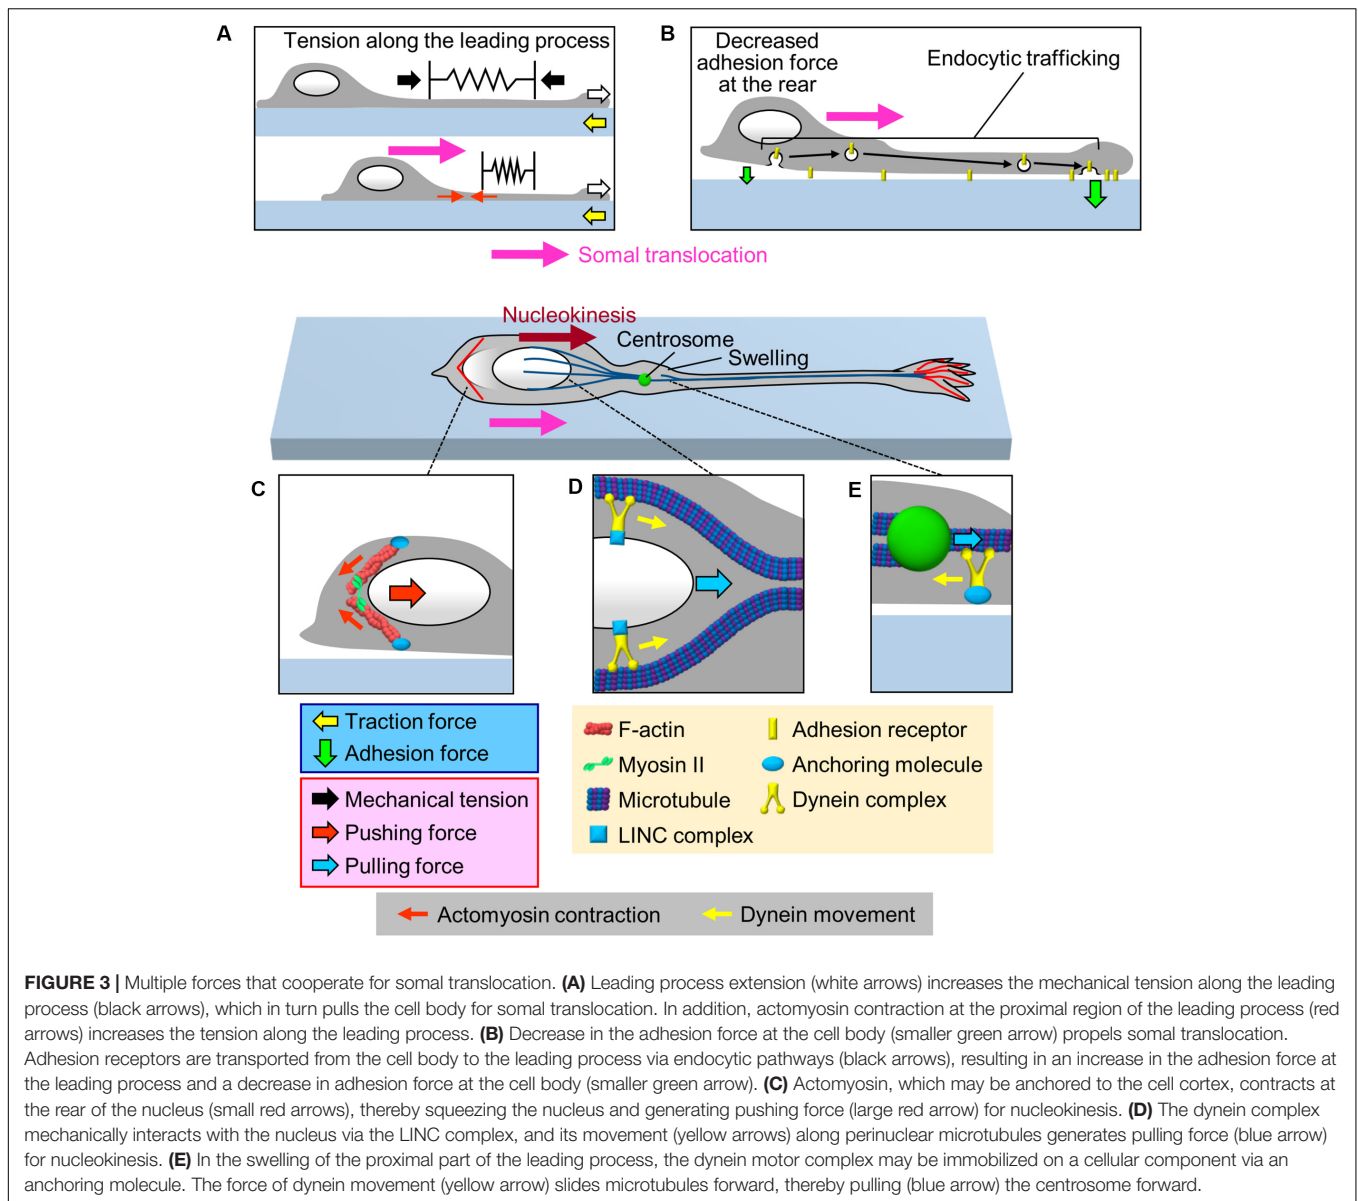 A
Tension along the leading process
B
Decreased
adhesion force
at the rear
Endocytic trafficking
Somal translocation
Nucleokinesis
Centrosome
Swelling
C
D
E
Traction force
Adhesion force
Mechanical tension
Pushing force
Pulling force
F-actin
Myosin II
Microtubule
LINC complex
Adhesion receptor
Anchoring molecule
Dynein complex
Actomyosin contraction
Dynein movement
FIGURE 3 | Multiple forces that cooperate for somal translocation. (A) Leading process extension (white arrows) increases the mechanical tension along the leading
process (black arrows), which in turn pulls the cell body for somal translocation. In addition, actomyosin contraction at the proximal region of the leading process (red
arrows) increases the tension along the leading process. (B) Decrease in the adhesion force at the cell body (smaller green arrow) propels somal translocation.
Adhesion receptors are transported from the cell body to the leading process via endocytic pathways (black arrows), resulting in an increase in the adhesion force at
the leading process and a decrease in adhesion force at the cell body (smaller green arrow). (C) Actomyosin, which may be anchored to the cell cortex, contracts at
the rear of the nucleus (small red arrows), thereby squeezing the nucleus and generating pushing force (large red arrow) for nucleokinesis. (D) The dynein complex
mechanically interacts with the nucleus via the LINC complex, and its movement (yellow arrows) along perinuclear microtubules generates pulling force (blue arrow)
for nucleokinesis. (E) In the swelling of the proximal part of the leading process, the dynein motor complex may be immobilized on a cellular component via an
anchoring molecule. The force of dynein movement (yellow arrow) slides microtubules forward, thereby pulling (blue arrow) the centrosome forward.